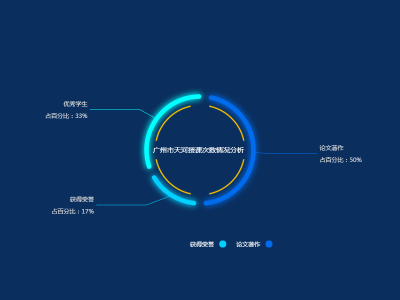 优秀学生
占百分比：33%
广州市天河授课次数情况分析
论文著作
占百分比：50%
获得荣誉
占百分比：17%
获得荣誉 论文著作